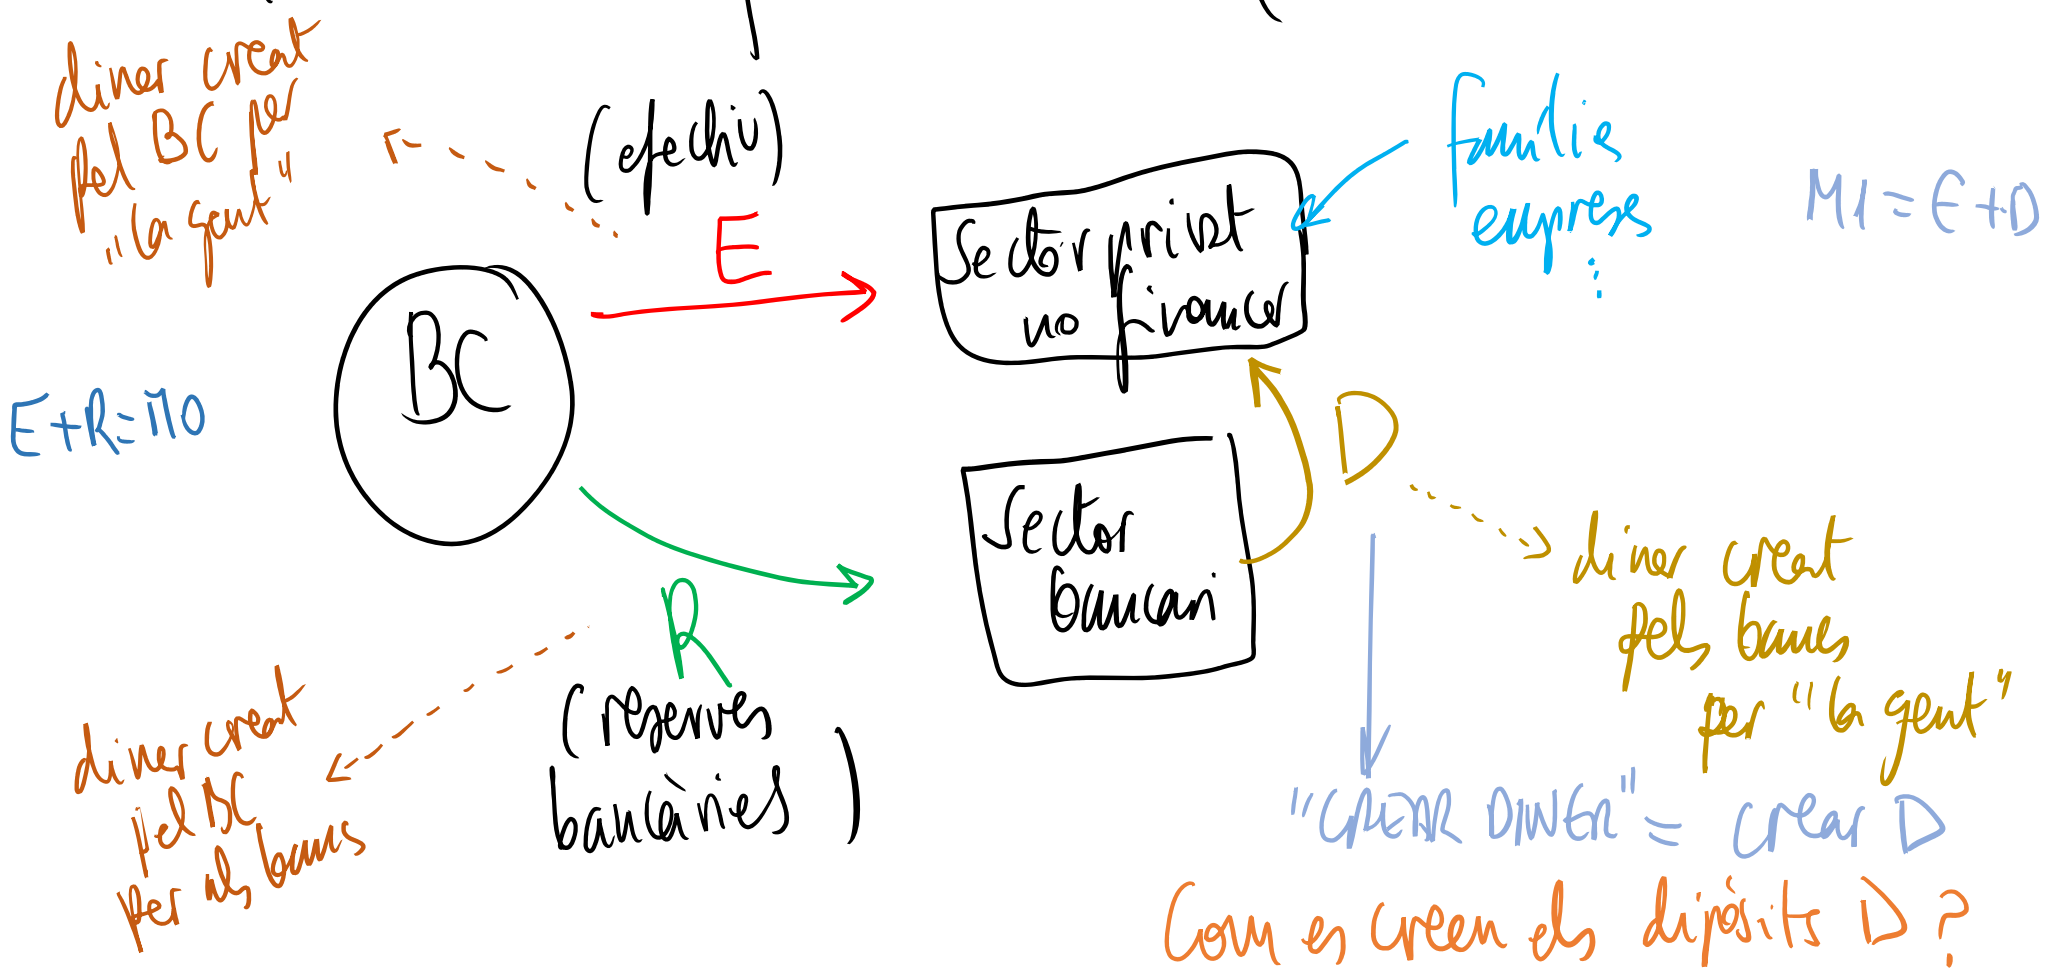 diner creat
pel BC per
"la gent"
(efectiu)
E
Sector privat
no financer
famílies
empreses
⋮
M1 = E+D
BC
E+R=M0
D
Sector
bancari
R
(reserves
bancàries)
diner creat
pel BC
per als bancs
diner creat
pels bancs
per "la gent"
"CREAR DINER" = crear D
Com es creen els dipòsits D?